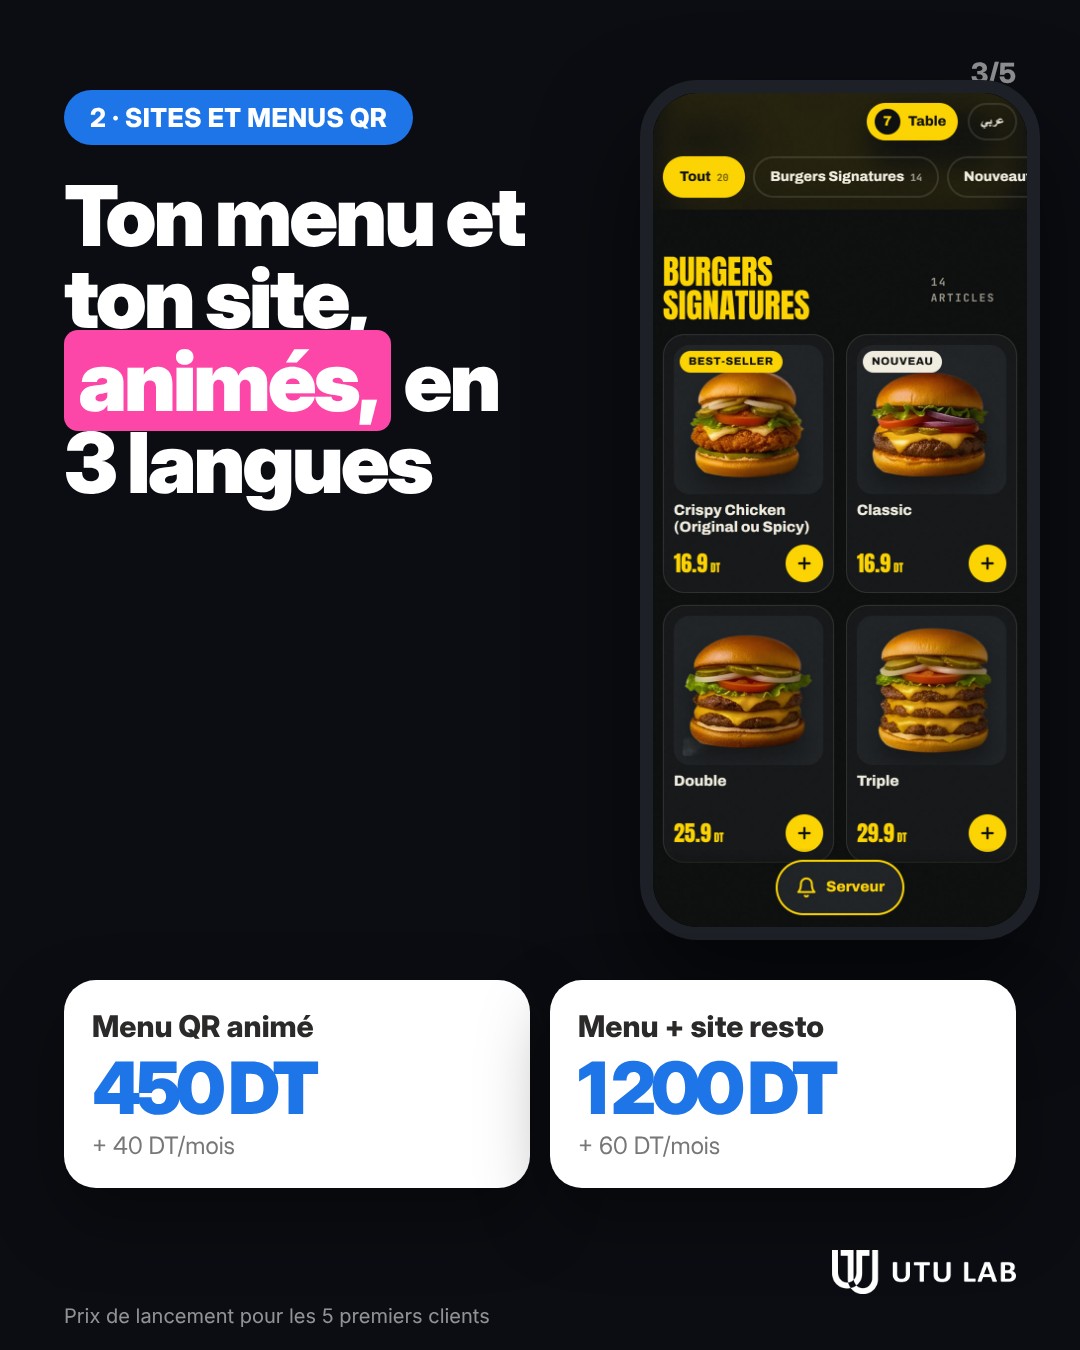 3/5
2 · SITES ET MENUS QR
Ton menu et
ton site,
animés, en
3 langues
7 Table عربي
Tout 20 Burgers Signatures 14 Nouveau
BURGERS
SIGNATURES
14
ARTICLES
BEST-SELLER NOUVEAU
Crispy Chicken
(Original ou Spicy)
Classic
16.9 DT + 16.9 DT +
Double Triple
25.9 DT + 29.9 DT +
Serveur
Menu QR animé
450 DT
+ 40 DT/mois
Menu + site resto
1200 DT
+ 60 DT/mois
UTU LAB
Prix de lancement pour les 5 premiers clients